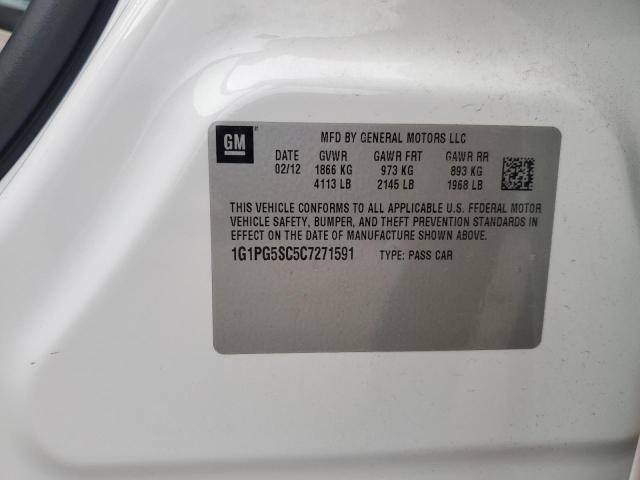 GM
MFD BY GENERAL MOTORS LLC
DATE GVWR GAWR FRT GAWR RR
02/12 1866 KG 973 KG 893 KG
4113 LB 2145 LB 1968 LB
THIS VEHICLE CONFORMS TO ALL APPLICABLE U.S. FEDERAL MOTOR
VEHICLE SAFETY, BUMPER, AND THEFT PREVENTION STANDARDS IN
EFFECT ON THE DATE OF MANUFACTURE SHOWN ABOVE.
1G1PG5SC5C7271591 TYPE: PASS CAR